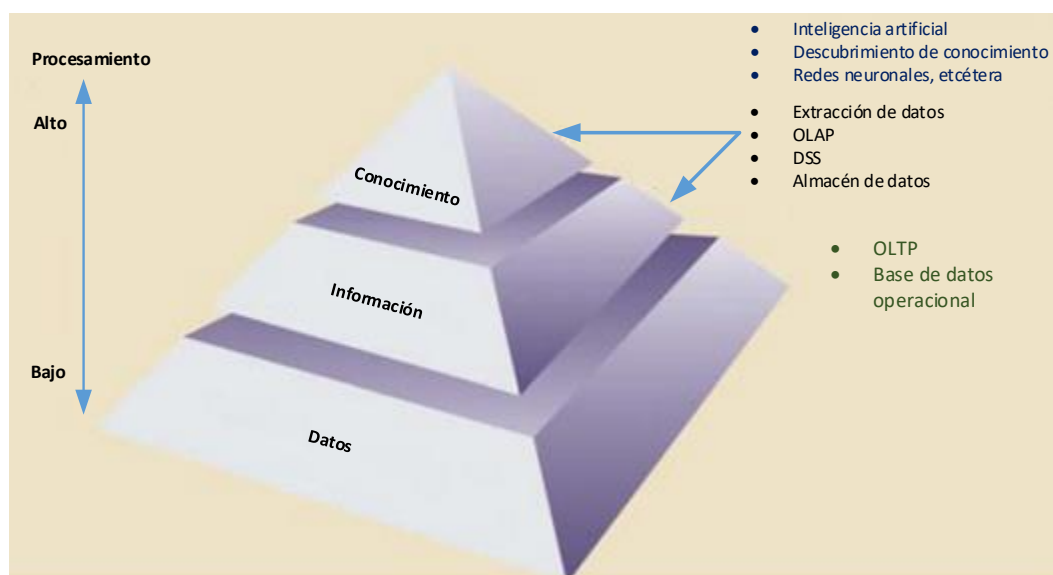 Procesamiento
Alto
Bajo
Conocimiento
Información
Datos
• Inteligencia artificial
• Descubrimiento de conocimiento
• Redes neuronales, etcétera
• Extracción de datos
• OLAP
• DSS
• Almacén de datos
• OLTP
• Base de datos
operacional